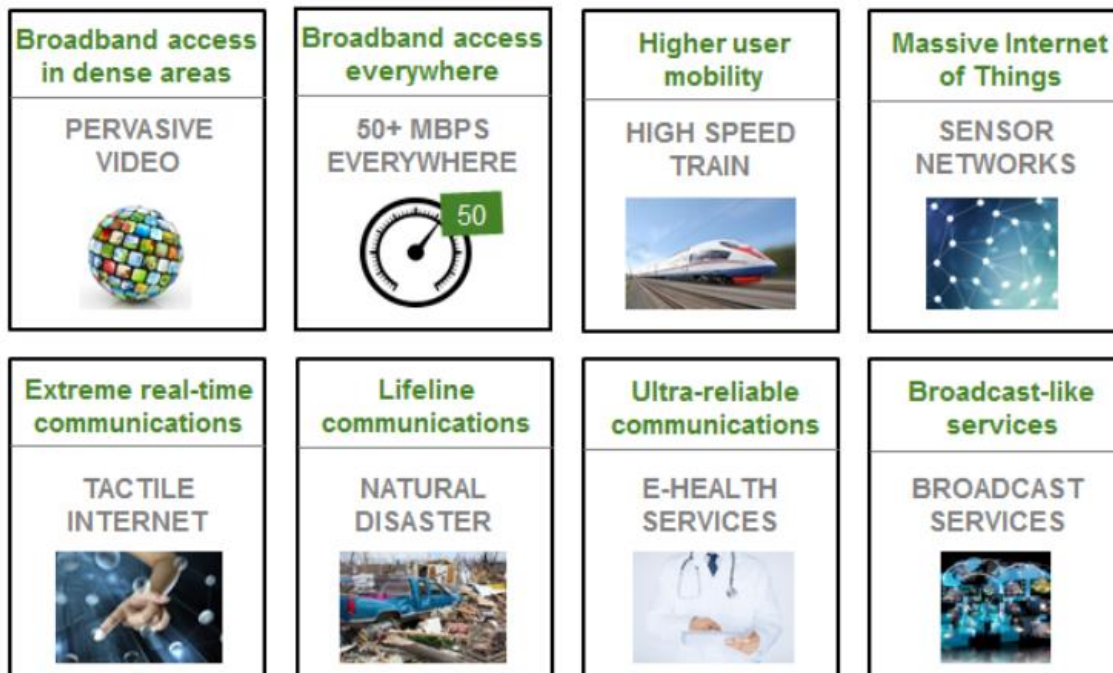 Broadband access
in dense areas
PERVASIVE
VIDEO
Broadband access
everywhere
50+ MBPS
EVERYWHERE
50
Higher user
mobility
HIGH SPEED
TRAIN
Massive Internet
of Things
SENSOR
NETWORKS
Extreme real-time
communications
TACTILE
INTERNET
Lifeline
communications
NATURAL
DISASTER
Ultra-reliable
communications
E-HEALTH
SERVICES
Broadcast-like
services
BROADCAST
SERVICES